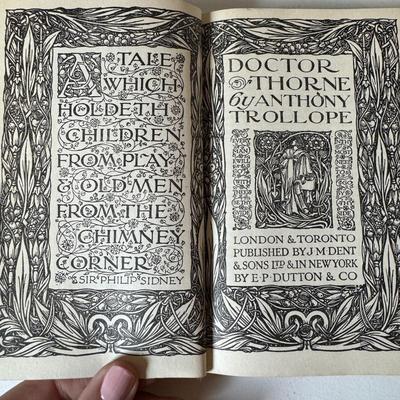 A TALE
WHICH
HOLDETH
CHILDREN
FROM PLAY
& OLD MEN
FROM THE
CHIMNEY
CORNER
SIR PHILIP SIDNEY
DOCTOR
THORNE
by ANTHONY
TROLLOPE
LONDON & TORONTO
PUBLISHED BY J·M·DENT
& SONS LTD & IN NEW YORK
BY E·P·DUTTON & CO